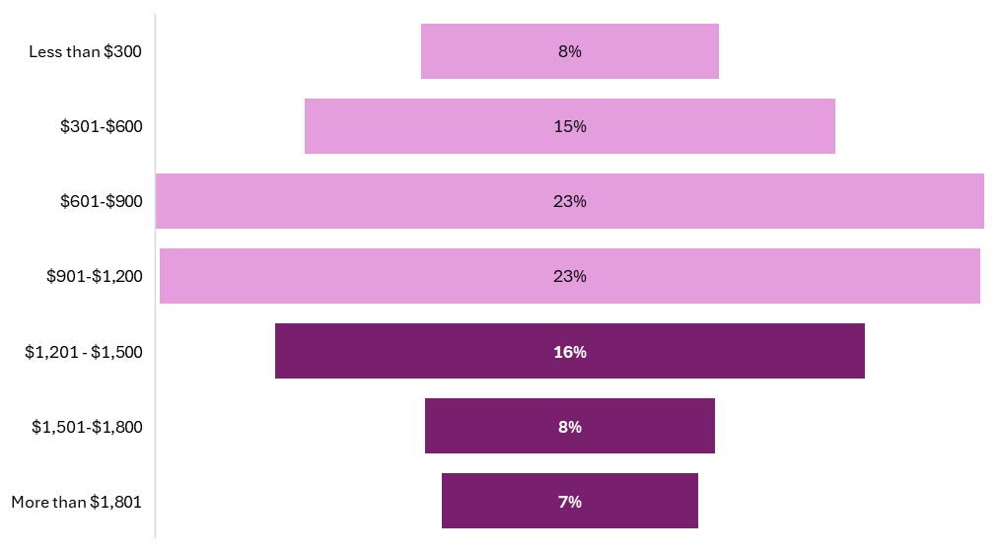 Less than $300 8%
$301-$600 15%
$601-$900 23%
$901-$1,200 23%
$1,201 - $1,500 16%
$1,501-$1,800 8%
More than $1,801 7%